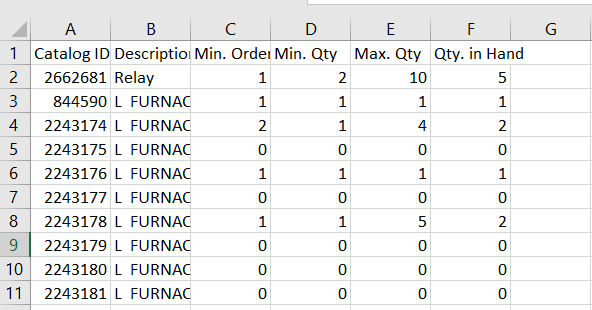 A B C D E F G
1 Catalog ID Descriptio Min. Orde Min. Qty Max. Qty Qty. in Hand
2 2662681 Relay 1 2 10 5
3 844590 L FURNAC 1 1 1 1
4 2243174 L FURNAC 2 1 4 2
5 2243175 L FURNAC 0 0 0 0
6 2243176 L FURNAC 1 1 1 1
7 2243177 L FURNAC 0 0 0 0
8 2243178 L FURNAC 1 1 5 2
9 2243179 L FURNAC 0 0 0 0
10 2243180 L FURNAC 0 0 0 0
11 2243181 L FURNAC 0 0 0 0